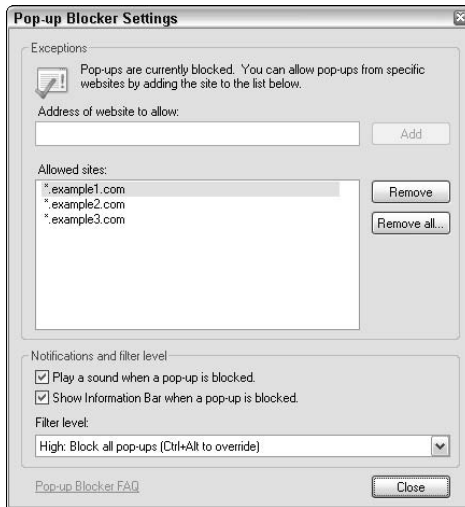 Pop-up Blocker Settings
Exceptions
Pop-ups are currently blocked. You can allow pop-ups from specific
websites by adding the site to the list below.
Address of website to allow:
Add
Allowed sites:
*.example1.com
*.example2.com
*.example3.com
Remove
Remove all...
Notifications and filter level
Play a sound when a pop-up is blocked.
Show Information Bar when a pop-up is blocked.
Filter level:
High: Block all pop-ups (Ctrl+Alt to override)
Pop-up Blocker FAQ
Close